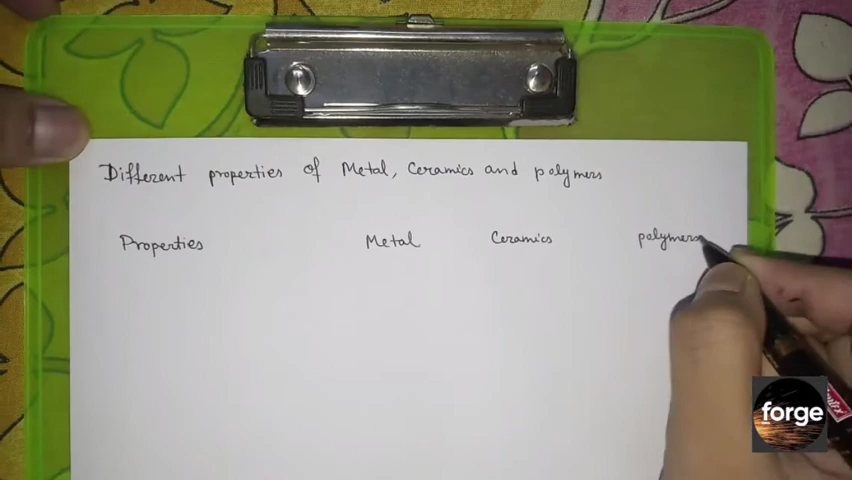 Different properties of Metal, Ceramics and polymers
Properties Metal Ceramics polymers
forge